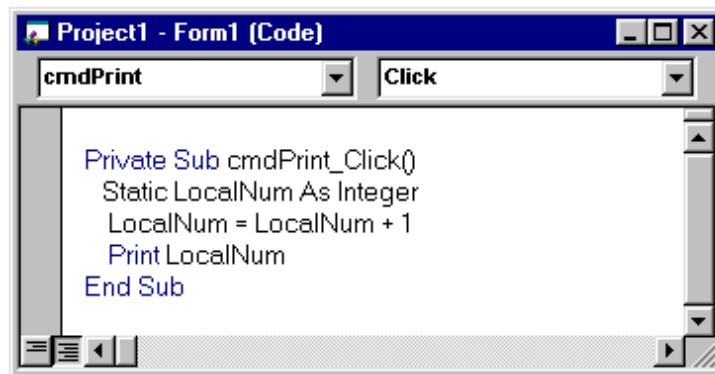 Project1 - Form1 (Code)
cmdPrint Click
Private Sub cmdPrint_Click()
Static LocalNum As Integer
LocalNum = LocalNum + 1
Print LocalNum
End Sub